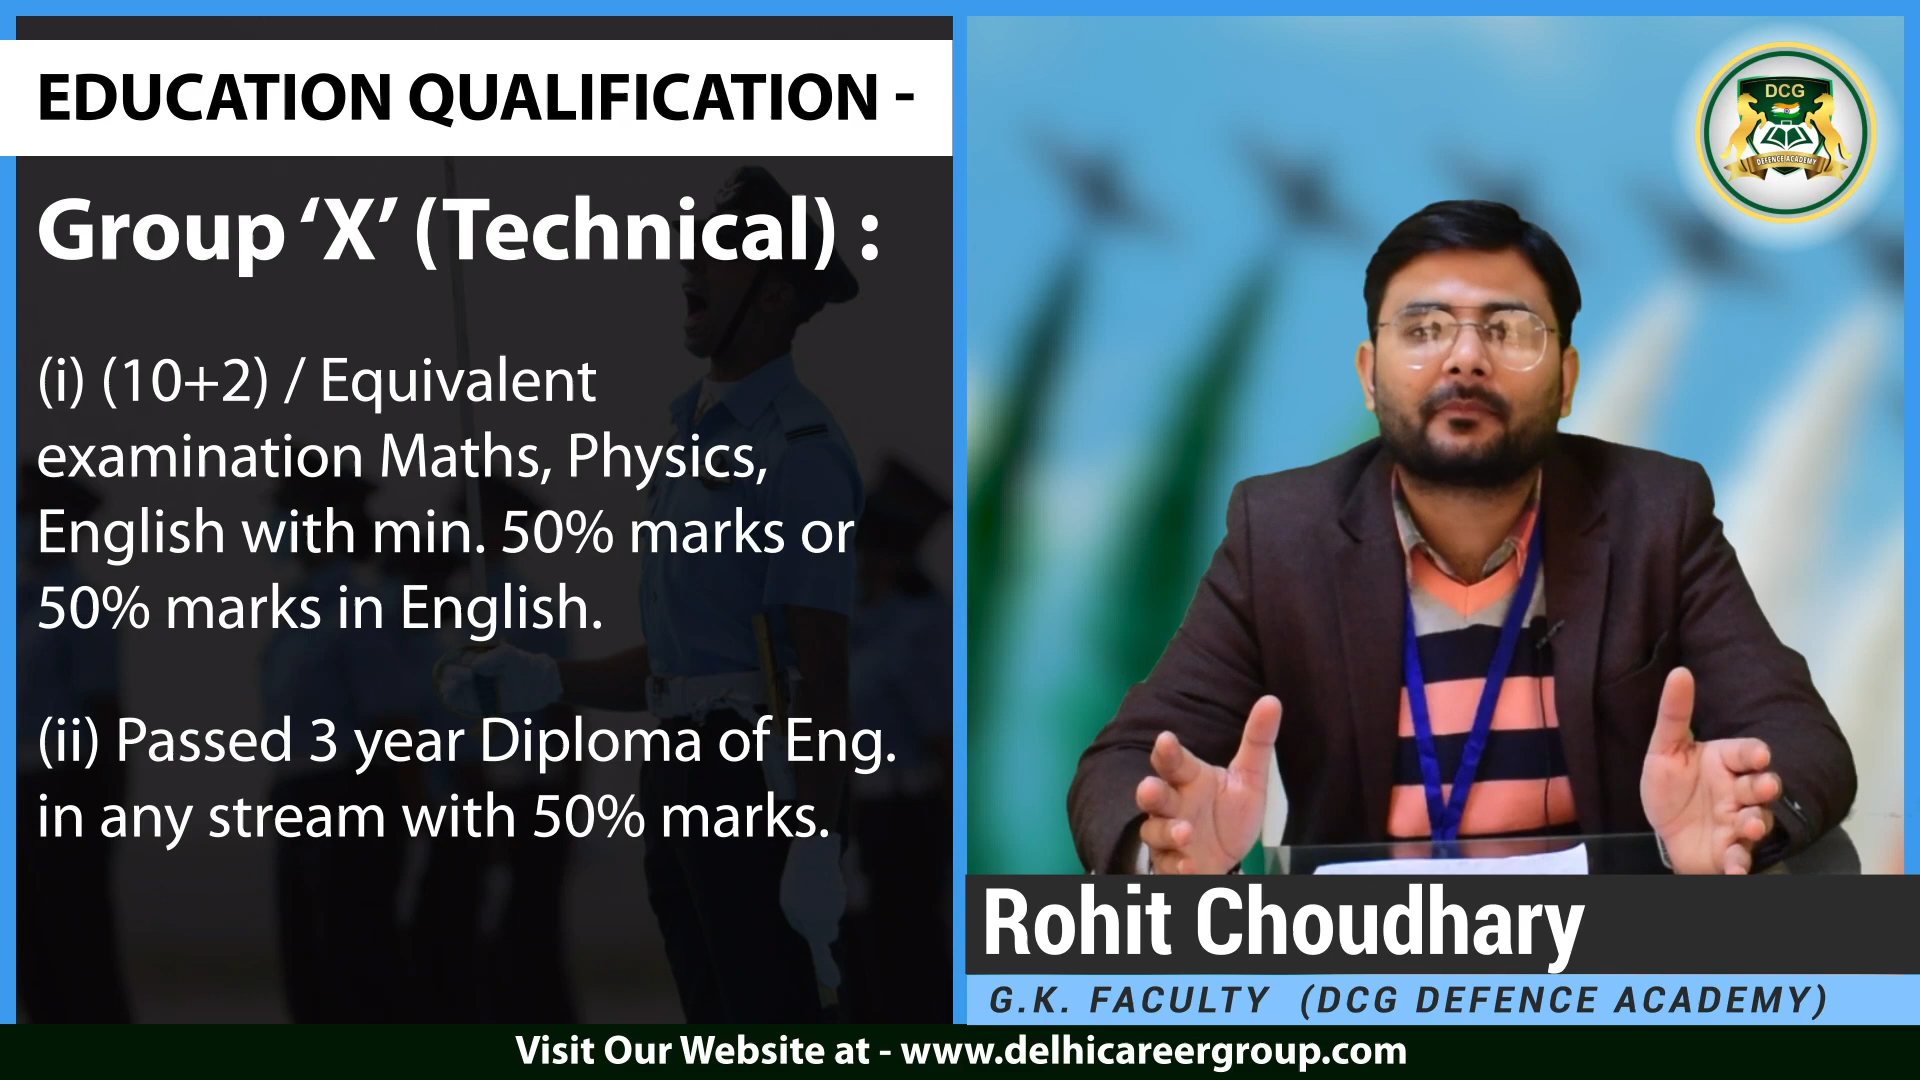 EDUCATION QUALIFICATION -
Group ‘X’ (Technical) :
(i) (10+2) / Equivalent
examination Maths, Physics,
English with min. 50% marks or
50% marks in English.
(ii) Passed 3 year Diploma of Eng.
in any stream with 50% marks.
DCG
DEFENCE ACADEMY
Rohit Choudhary
G.K. FACULTY (DCG DEFENCE ACADEMY)
Visit Our Website at - www.delhicareergroup.com